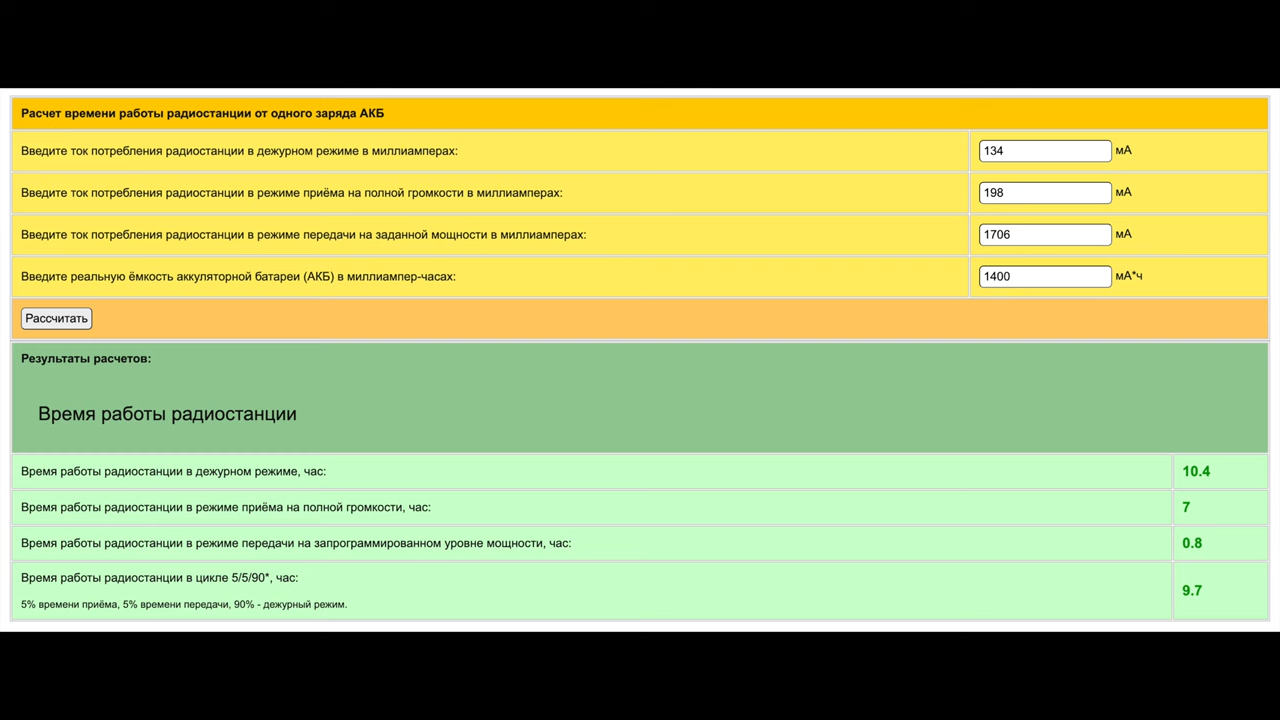 Расчет времени работы радиостанции от одного заряда АКБ
Введите ток потребления радиостанции в дежурном режиме в миллиамперах:
134 мА
Введите ток потребления радиостанции в режиме приёма на полной громкости в миллиамперах:
198 мА
Введите ток потребления радиостанции в режиме передачи на заданной мощности в миллиамперах:
1706 мА
Введите реальную ёмкость аккуляторной батареи (АКБ) в миллиампер-часах:
1400 мА*ч
Рассчитать
Результаты расчетов:
Время работы радиостанции
Время работы радиостанции в дежурном режиме, час:
10.4
Время работы радиостанции в режиме приёма на полной громкости, час:
7
Время работы радиостанции в режиме передачи на запрограммированном уровне мощности, час:
0.8
Время работы радиостанции в цикле 5/5/90*, час:
5% времени приёма, 5% времени передачи, 90% - дежурный режим.
9.7